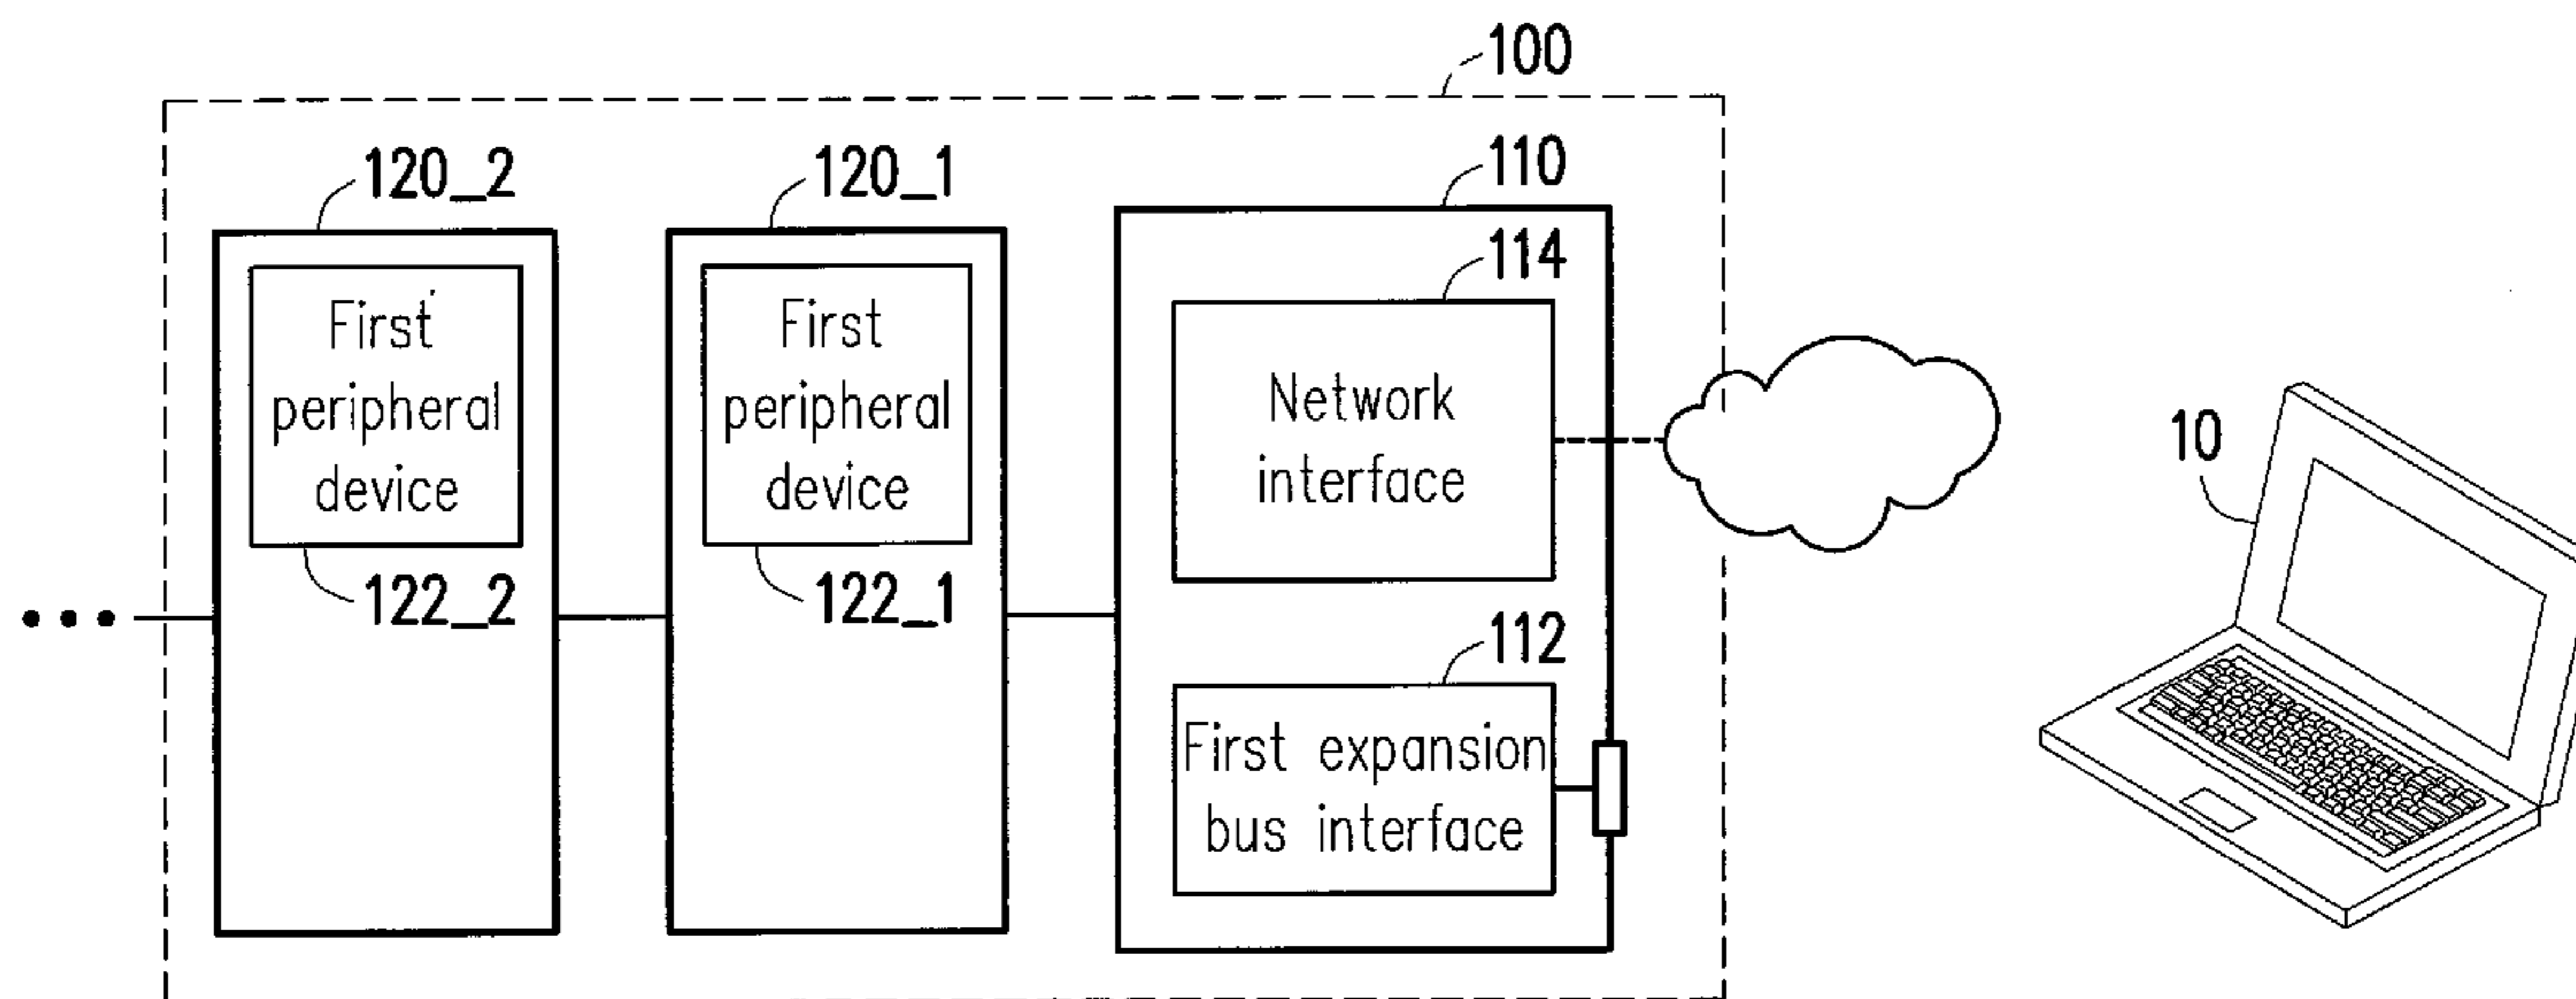 100
120_2
120_1
110
114
First
peripheral
device
First
peripheral
device
Network
interface
10
122_2
122_1
112
First expansion
bus interface